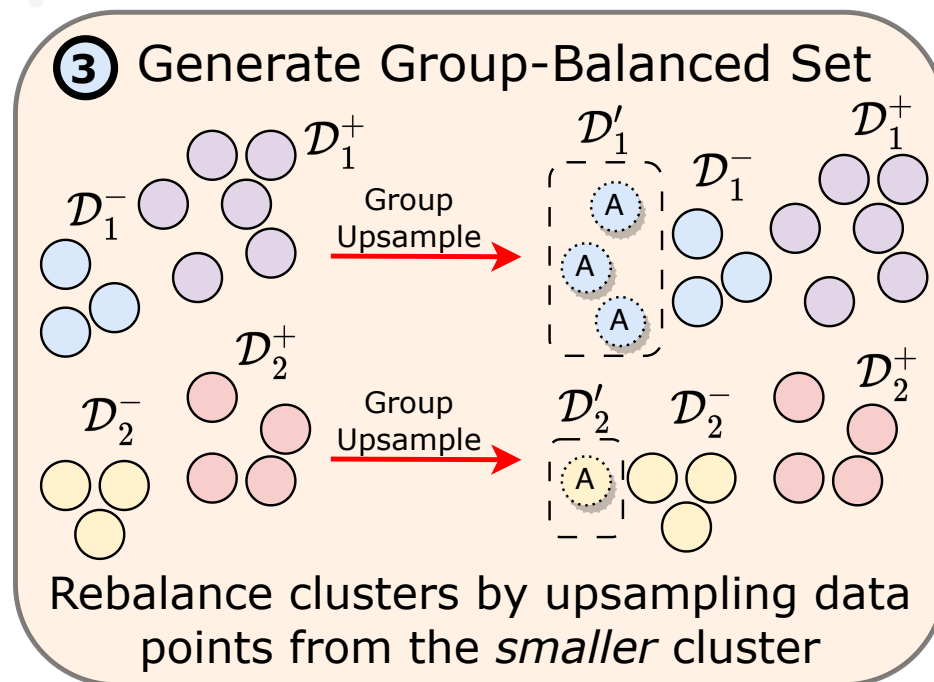 3 Generate Group-Balanced Set
𝒟₁⁺
𝒟₁⁻
Group
Upsample
𝒟₁′
𝒟₁⁻
𝒟₁⁺
A
A
A
𝒟₂⁺
𝒟₂⁻
Group
Upsample
𝒟₂′
𝒟₂⁻
𝒟₂⁺
A
Rebalance clusters by upsampling data
points from the smaller cluster